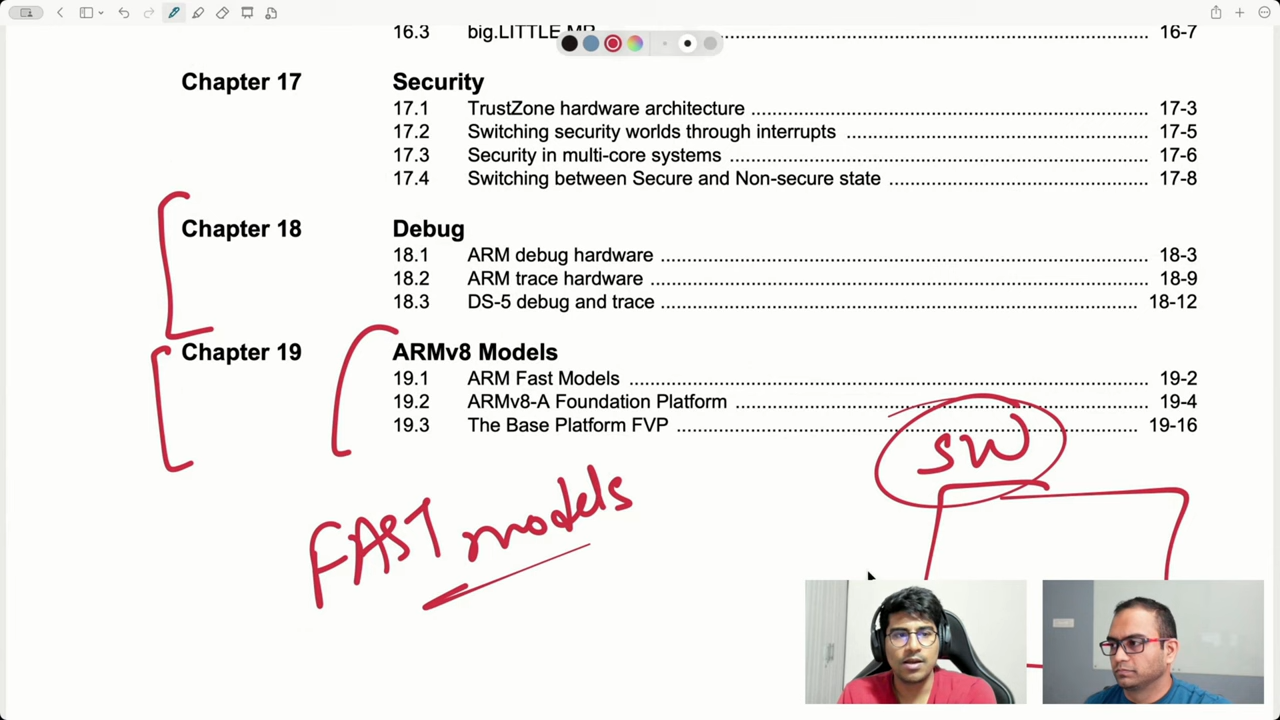 16.3 big.LITTLE MP ........ 16-7
Chapter 17 Security
17.1 TrustZone hardware architecture ........ 17-3
17.2 Switching security worlds through interrupts ........ 17-5
17.3 Security in multi-core systems ........ 17-6
17.4 Switching between Secure and Non-secure state ........ 17-8
Chapter 18 Debug
18.1 ARM debug hardware ........ 18-3
18.2 ARM trace hardware ........ 18-9
18.3 DS-5 debug and trace ........ 18-12
Chapter 19 ARMv8 Models
19.1 ARM Fast Models ........ 19-2
19.2 ARMv8-A Foundation Platform ........ 19-4
19.3 The Base Platform FVP ........ 19-16
SW
FAST models